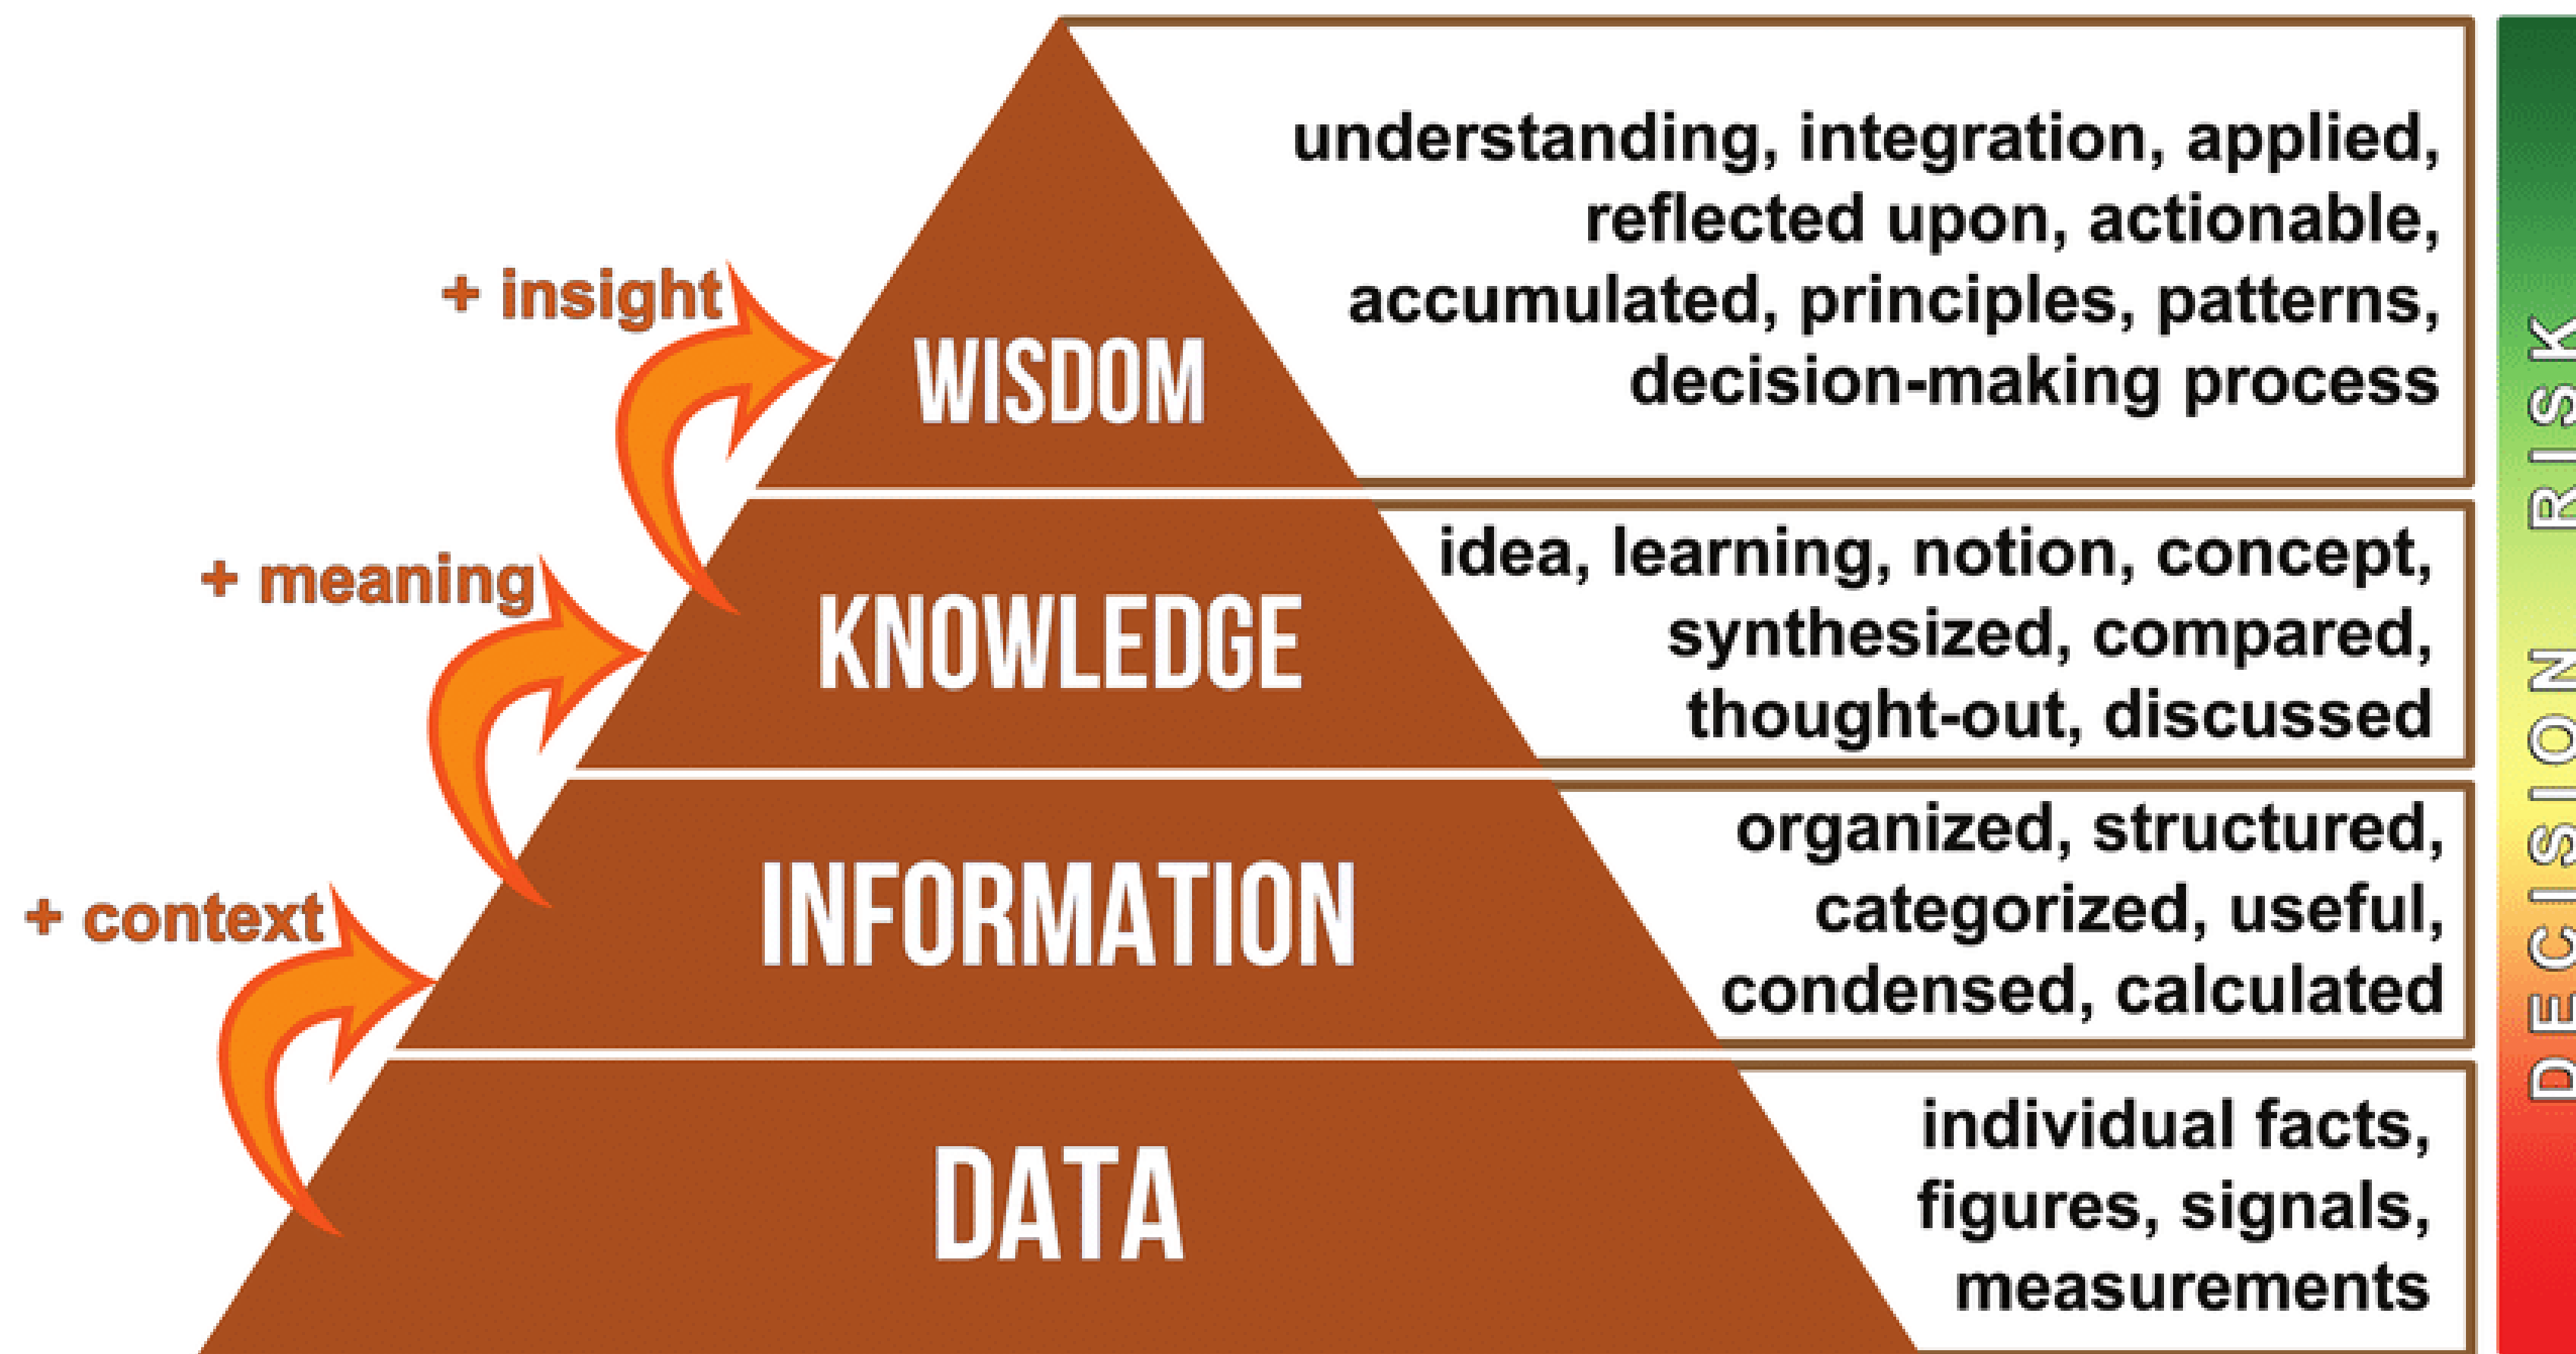 understanding, integration, applied,
reflected upon, actionable,
accumulated, principles, patterns,
decision-making process
+ insight
WISDOM
idea, learning, notion, concept,
synthesized, compared,
thought-out, discussed
+ meaning
KNOWLEDGE
organized, structured,
categorized, useful,
condensed, calculated
+ context
INFORMATION
individual facts,
figures, signals,
measurements
DATA
DECISION RISK